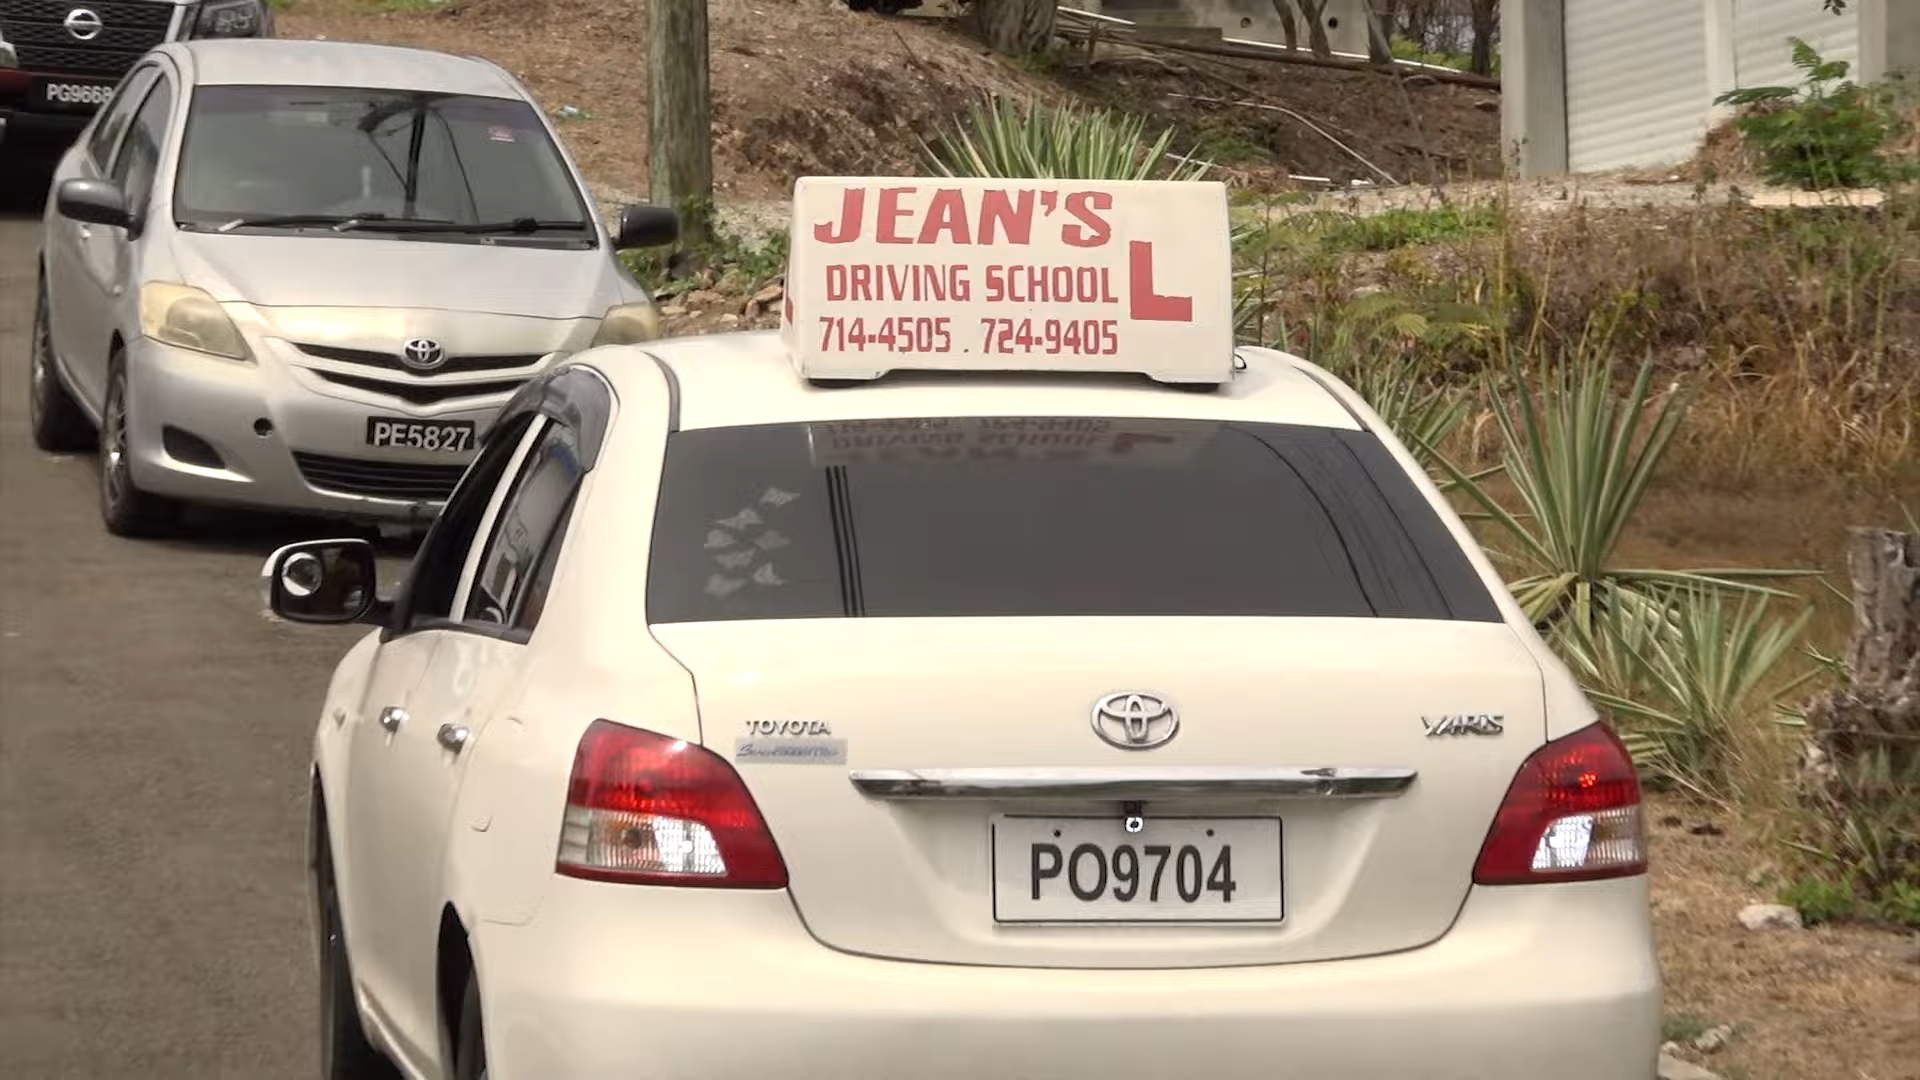 PG9668
JEAN'S
DRIVING SCHOOL L
714-4505 . 724-9405
PE5827
TOYOTA
YARIS
PO9704